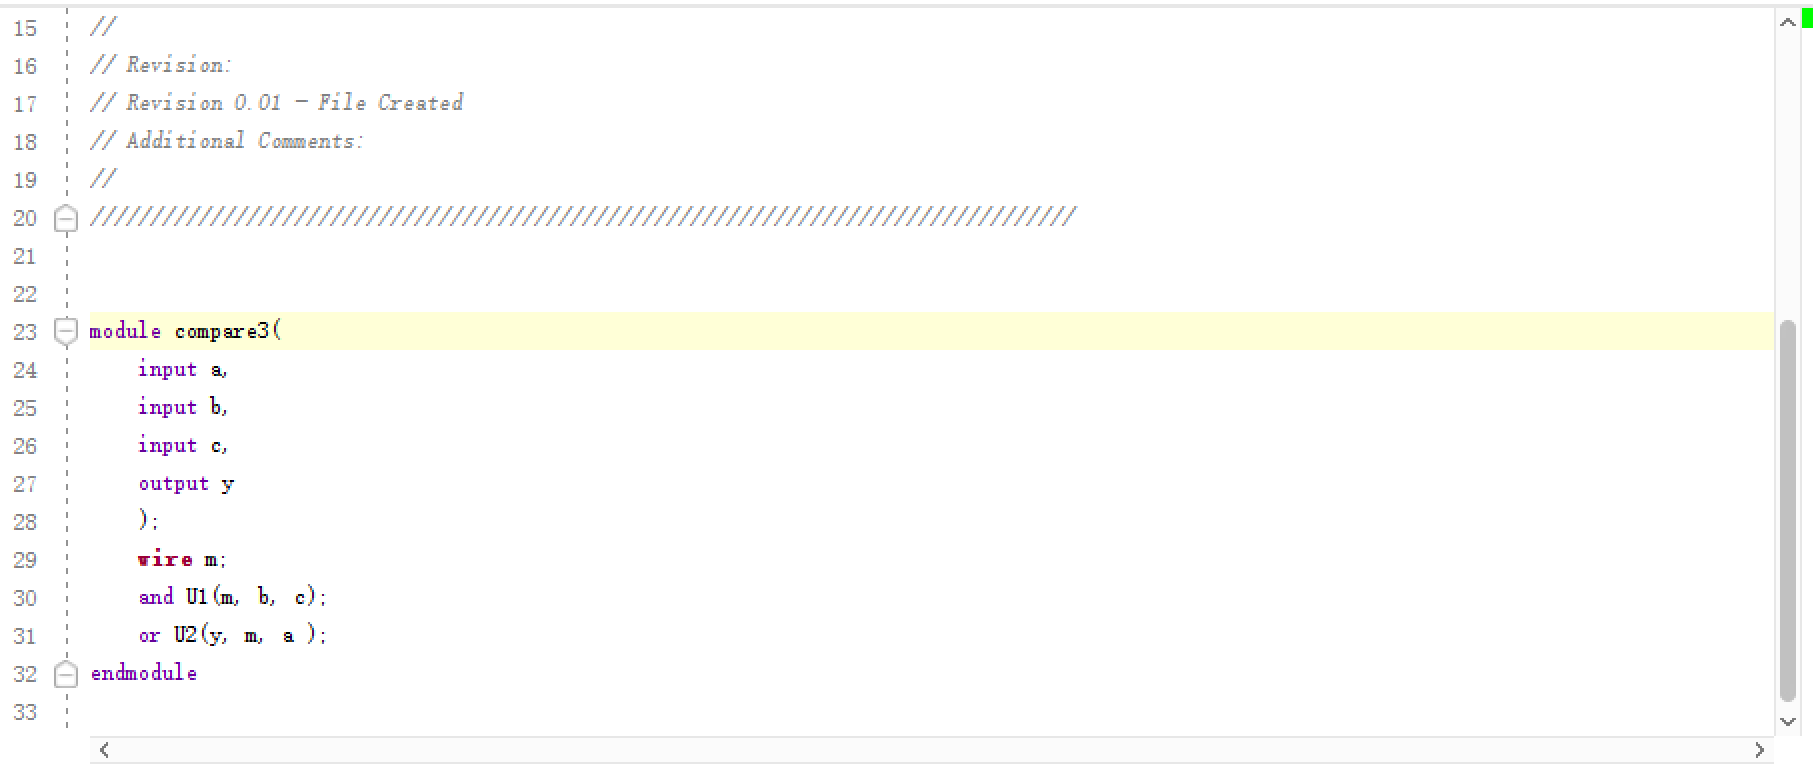 15 //
16 // Revision:
17 // Revision 0.01 - File Created
18 // Additional Comments:
19 //
20 //////////////////////////////////////////////////////////////////////////////////
21
22
23 module compare3(
24 input a,
25 input b,
26 input c,
27 output y
28 );
29 wire m;
30 and U1(m, b, c);
31 or U2(y, m, a );
32 endmodule
33